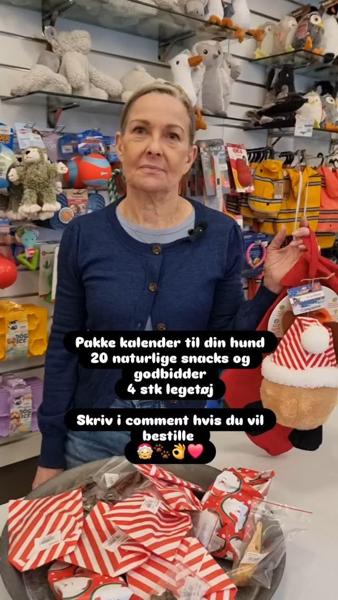 Pakke kalender til din hund
20 naturlige snacks og
godbidder
4 stk legetøj
Skriv i comment hvis du vil
bestille
🤶🐾👌💗